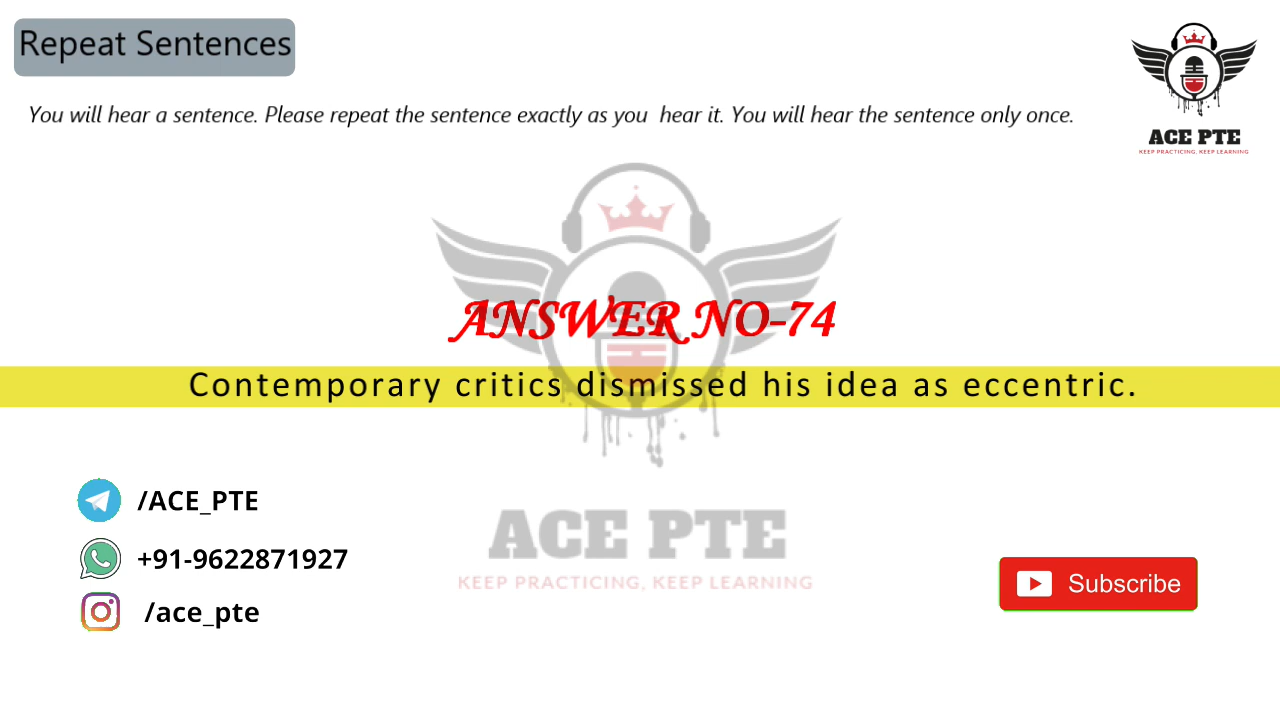 Repeat Sentences
ACE PTE
KEEP PRACTICING, KEEP LEARNING
You will hear a sentence. Please repeat the sentence exactly as you  hear it. You will hear the sentence only once.
ANSWER NO-74
Contemporary critics dismissed his idea as eccentric.
/ACE_PTE
+91-9622871927
/ace_pte
ACE PTE
KEEP PRACTICING, KEEP LEARNING
Subscribe